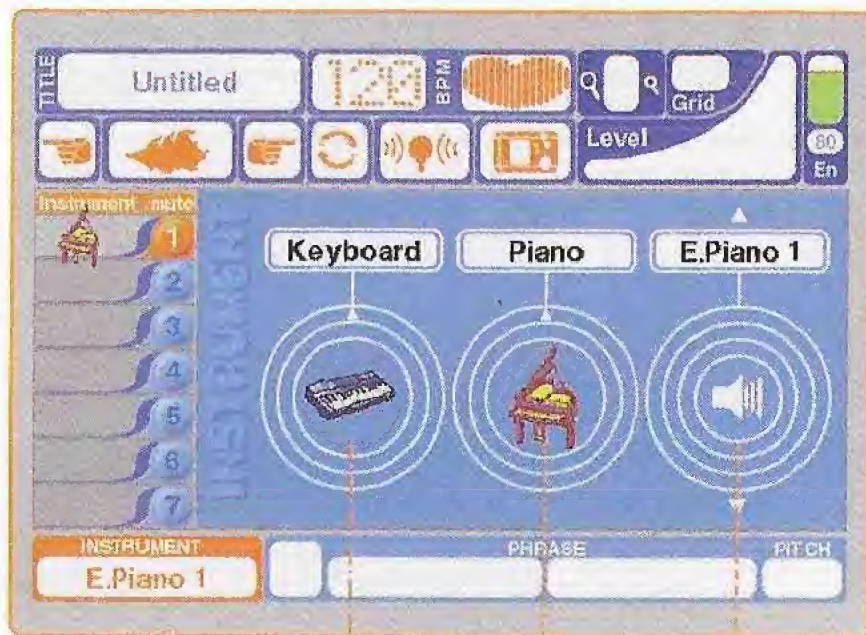 TITLE
Untitled
128
BPM
Grid
Level
80
En
Instrument mute
1
2
3
4
5
6
7
INSTRUMENT
Keyboard
Piano
E.Piano 1
INSTRUMENT
E.Piano 1
PHRASE
PITCH